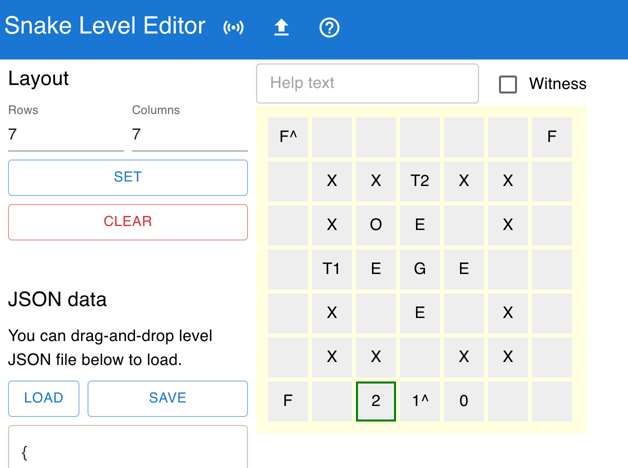 Snake Level Editor
Layout
Rows
Columns
7
7
SET
CLEAR
JSON data
You can drag-and-drop level
JSON file below to load.
LOAD
SAVE
{
Help text
Witness
F^ F
X X T2 X X
X O E X
T1 E G E
X E X
X X X X
F 2 1^ 0